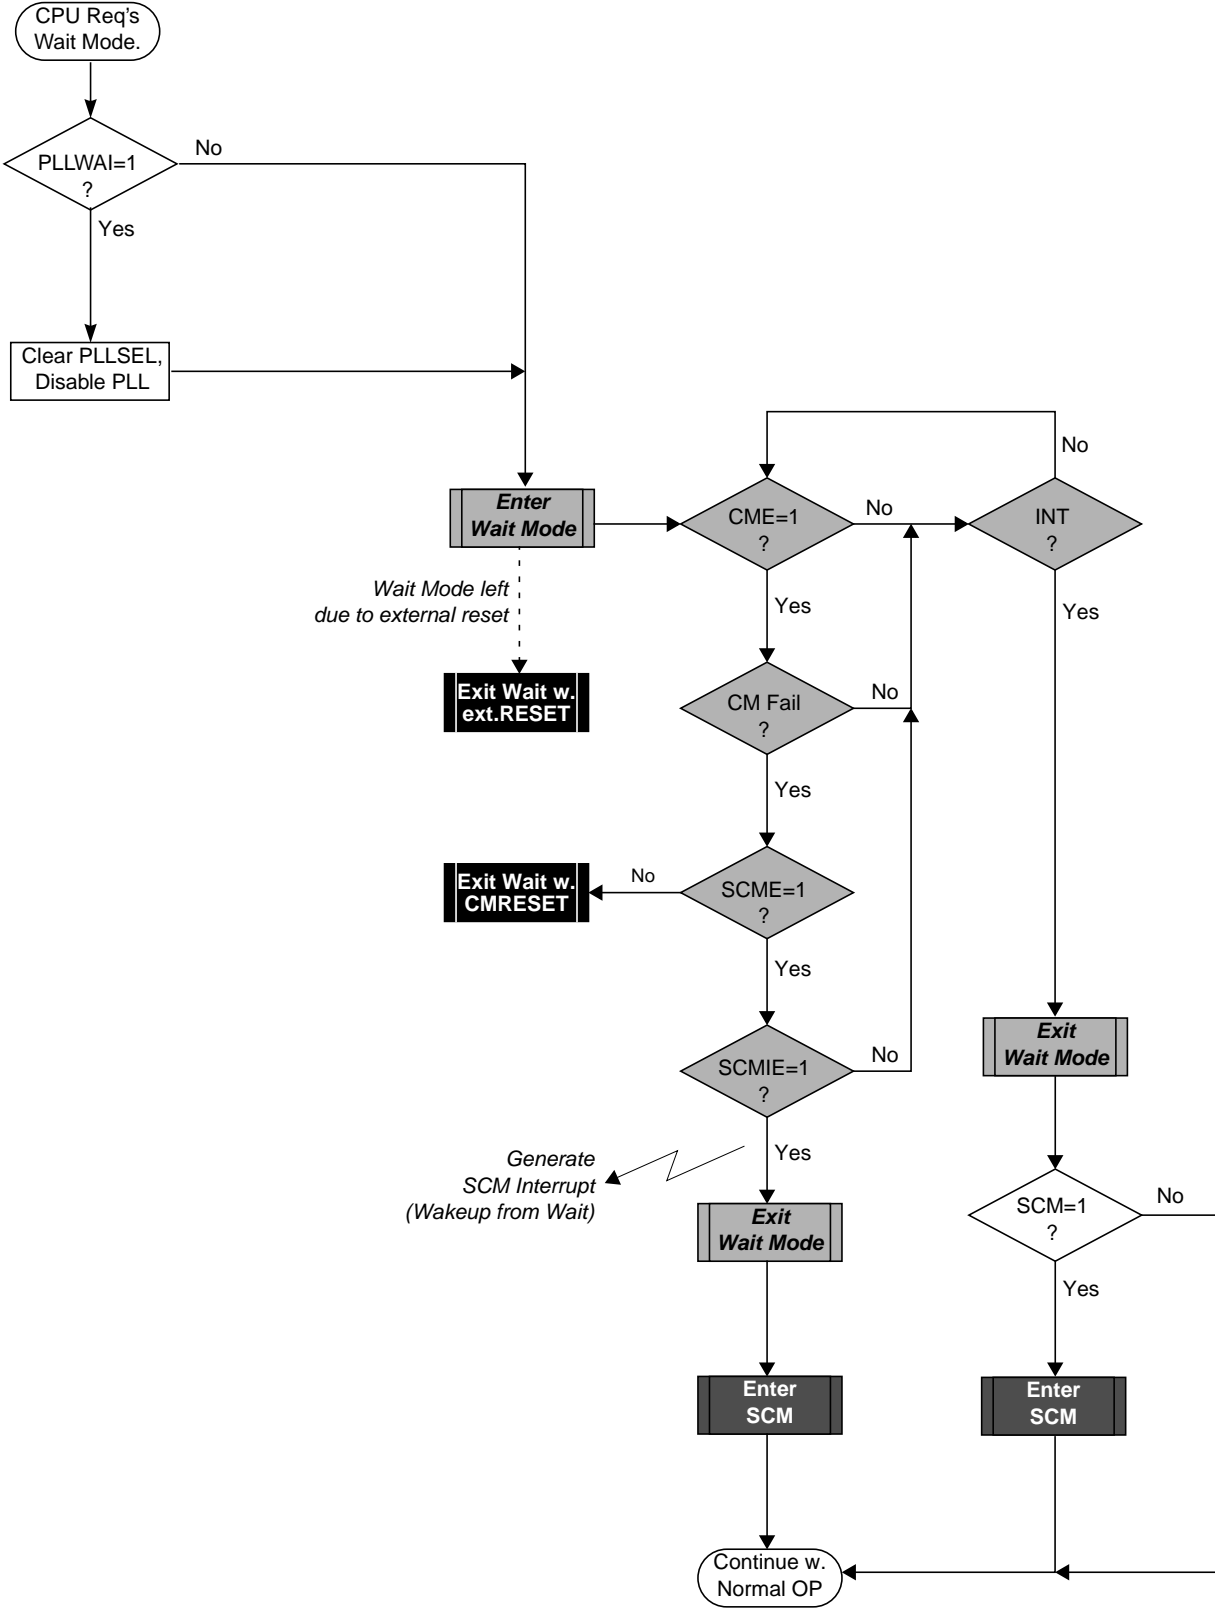 CPU Req's
Wait Mode.
PLLWAI=1
?
No
Yes
Clear PLLSEL,
Disable PLL
Enter
Wait Mode
Wait Mode left
due to external reset
Exit Wait w.
ext.RESET
CME=1
?
No
Yes
INT
?
No
Yes
CM Fail
?
No
Yes
Exit Wait w.
CMRESET
No
SCME=1
?
Yes
SCMIE=1
?
No
Yes
Generate
SCM Interrupt
(Wakeup from Wait)
Exit
Wait Mode
Enter
SCM
Exit
Wait Mode
SCM=1
?
No
Yes
Enter
SCM
Continue w.
Normal OP